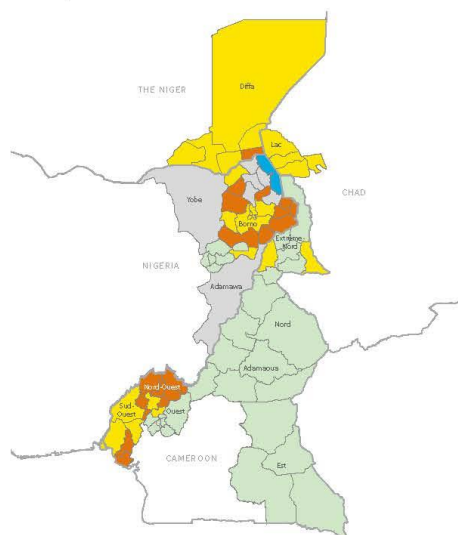 Diffa
THE NIGER
Lac
CHAD
Yobe
Borno
Extrême-
Nord
NIGERIA
Adamawa
Nord
Adamaoua
Nord-Ouest
Sud-
Ouest
Ouest
CAMEROON
Est